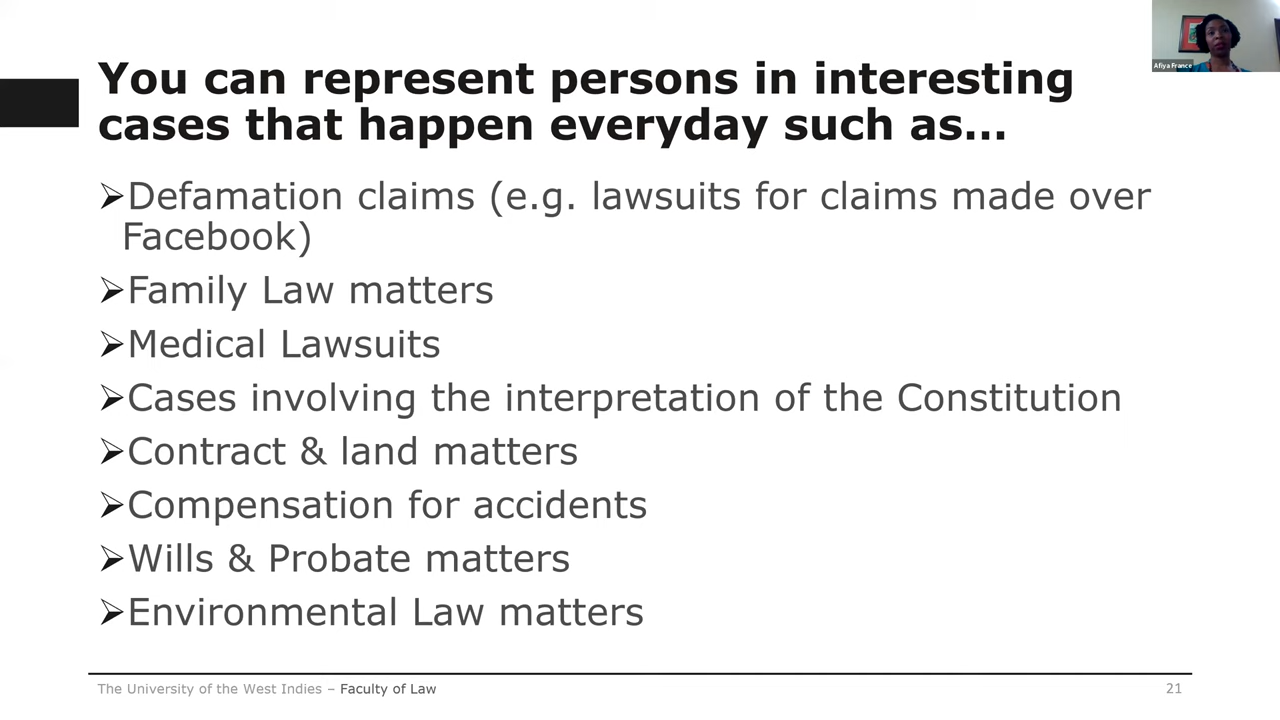 Afiya France
You can represent persons in interesting
cases that happen everyday such as...
Defamation claims (e.g. lawsuits for claims made over
Facebook)
Family Law matters
Medical Lawsuits
Cases involving the interpretation of the Constitution
Contract & land matters
Compensation for accidents
Wills & Probate matters
Environmental Law matters
The University of the West Indies – Faculty of Law
21